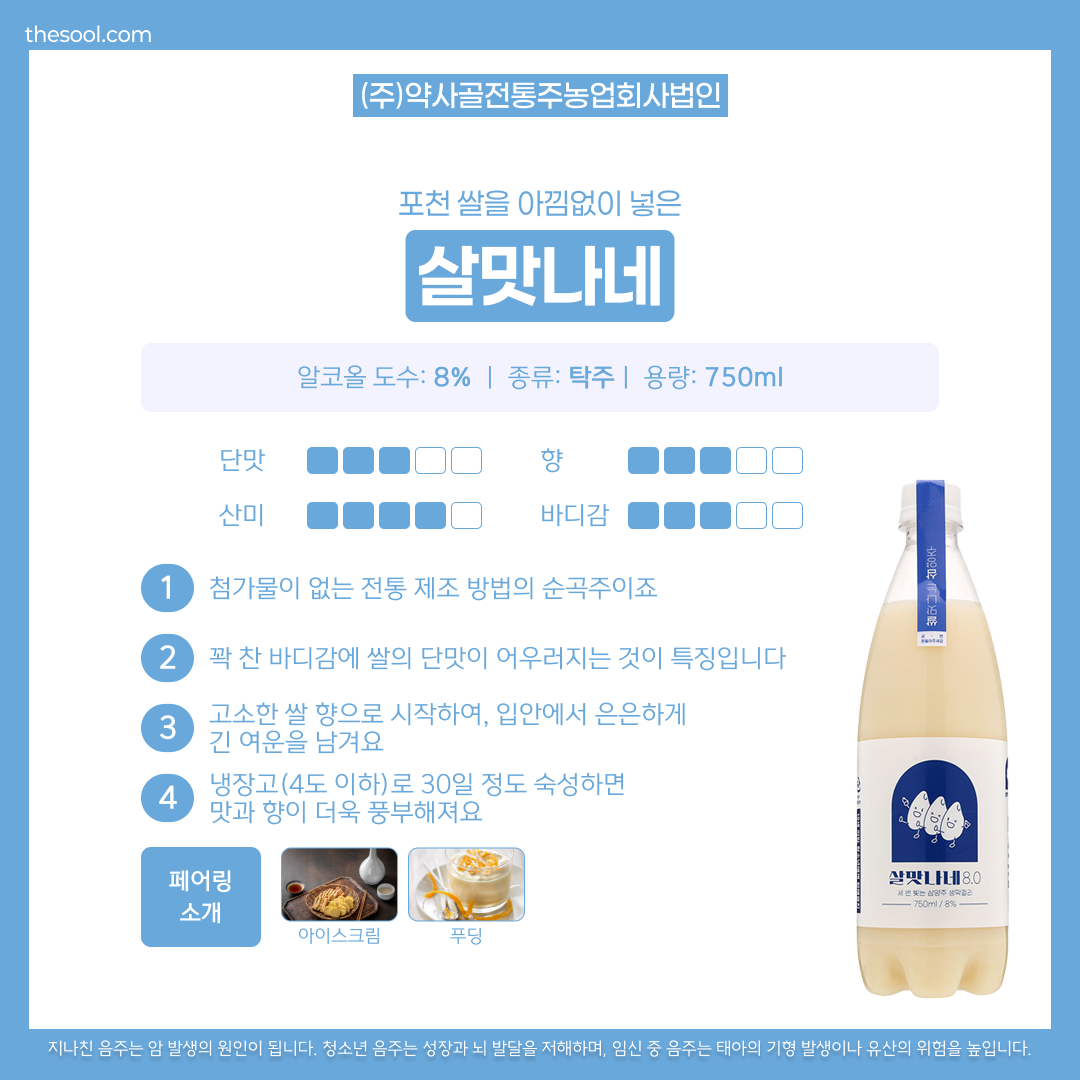 thesool.com
(주)약사골전통주농업회사법인
포천 쌀을 아낌없이 넣은
살맛나네
알코올 도수: 8% | 종류: 탁주 | 용량: 750ml
단맛
향
산미
바디감
1 첨가물이 없는 전통 제조 방법의 순곡주이죠
2 꽉 찬 바디감에 쌀의 단맛이 어우러지는 것이 특징입니다
3 고소한 쌀 향으로 시작하여, 입안에서 은은하게
긴 여운을 남겨요
4 냉장고(4도 이하)로 30일 정도 숙성하면
맛과 향이 더욱 풍부해져요
페어링
소개
아이스크림
푸딩
살맛나네 삼양주
살맛나네 8.0
세 번 빚는 삼양주 생막걸리
750ml / 8%
지나친 음주는 암 발생의 원인이 됩니다. 청소년 음주는 성장과 뇌 발달을 저해하며, 임신 중 음주는 태아의 기형 발생이나 유산의 위험을 높입니다.